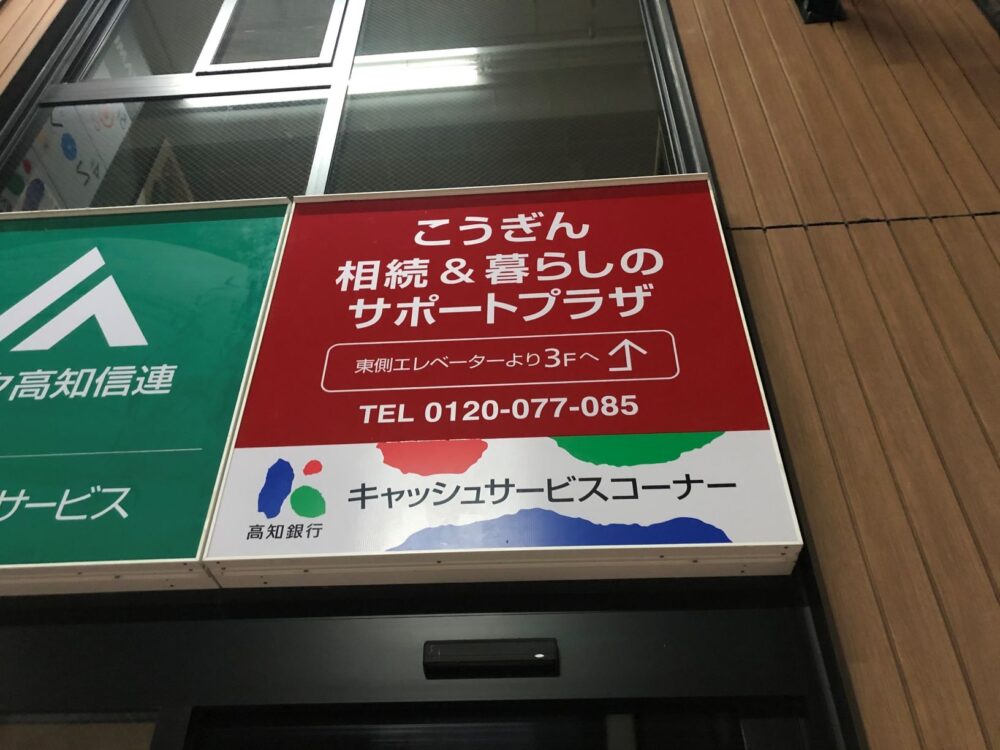 こうぎん
相続&暮らしの
サポートプラザ
東側エレベーターより3Fへ
TEL 0120-077-085
高知銀行
キャッシュサービスコーナー
高知信連
サービス